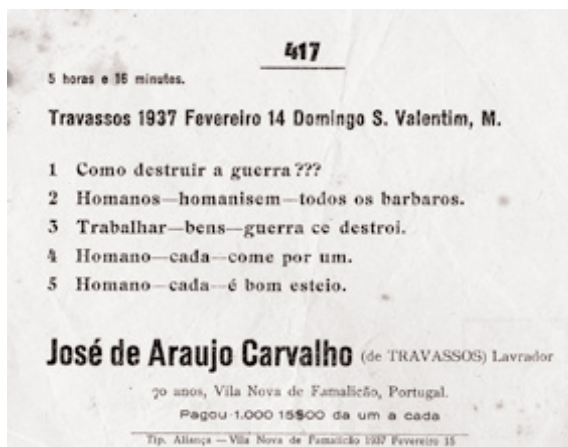 417
5 horas e 16 minutos.
Travassos 1937 Fevereiro 14 Domingo S. Valentim, M.
1 Como destruir a guerra???
2 Homanos—homanisem—todos os barbaros.
3 Trabalhar—bens—guerra ce destroi.
4 Homano—cada—come por um.
5 Homano—cada—é bom esteio.
José de Araujo Carvalho (de TRAVASSOS) Lavrador
70 anos, Vila Nova de Famalicão, Portugal.
Pagou 1.000 15$00 da um a cada
Tip. Aliança — Vila Nova de Famalicão 1937 Fevereiro 15